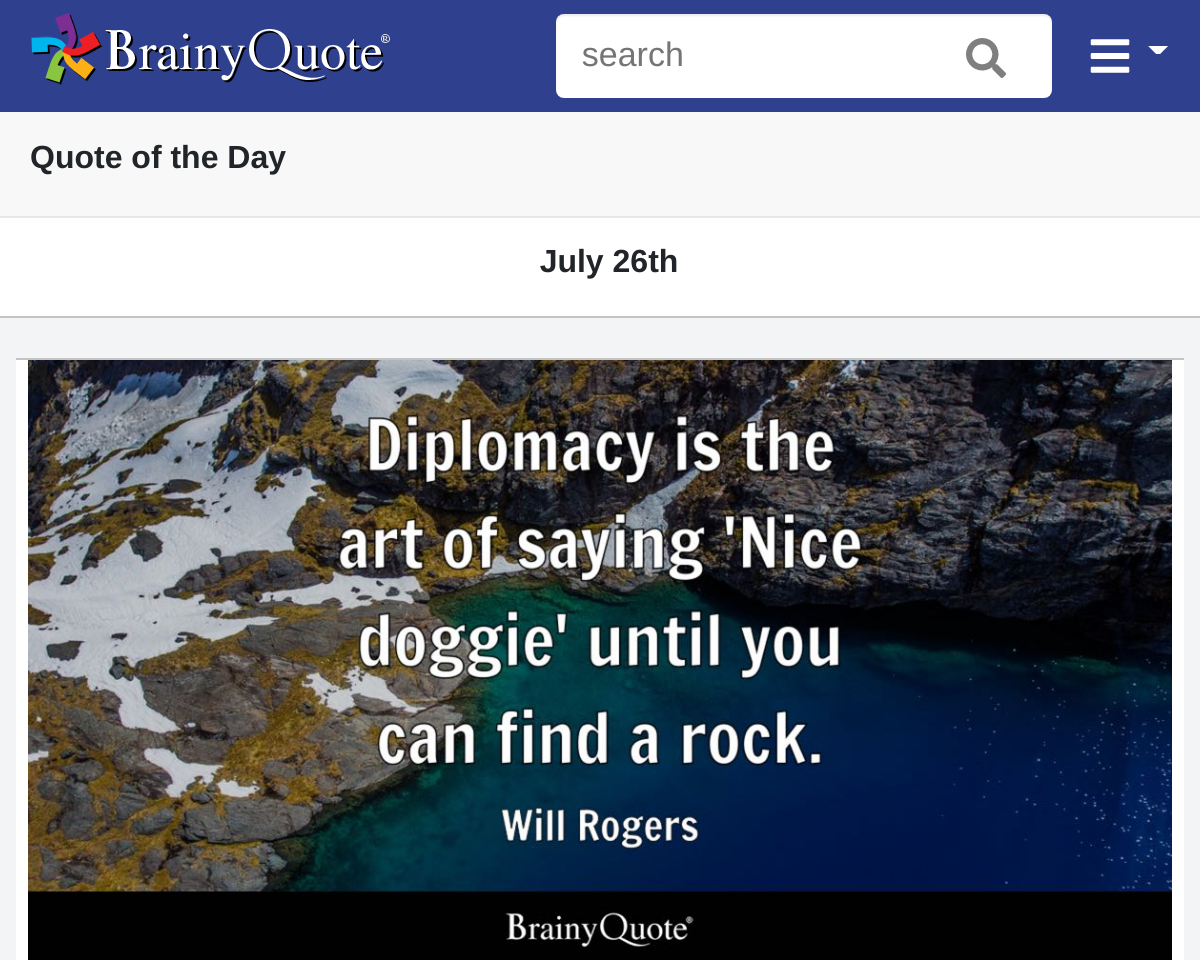 BrainyQuote®
search
Quote of the Day
July 26th
Diplomacy is the
art of saying 'Nice
doggie' until you
can find a rock.
Will Rogers
BrainyQuote®